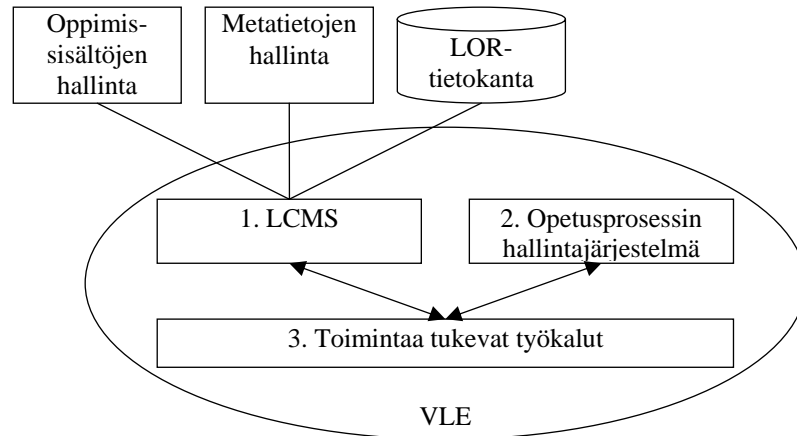 Oppimis-
sisältöjen
hallinta
Metatietojen
hallinta
LOR-
tietokanta
1. LCMS
2. Opetusprosessin
hallintajärjestelmä
3. Toimintaa tukevat työkalut
VLE